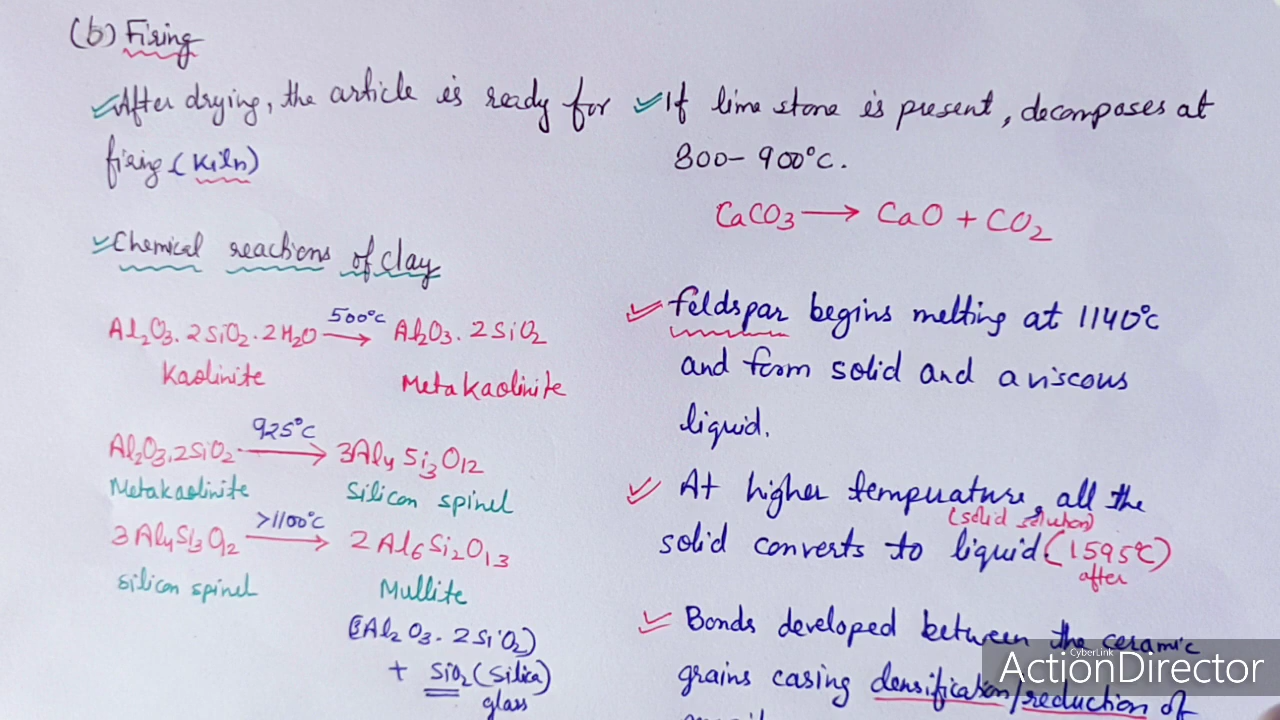 (b) Firing
✓After drying, the article is ready for
firing (Kiln)
✓Chemical reactions of clay
Al2O3.2SiO2.2H2O 500°C → Al2O3.2SiO2
Kaolinite Metakaolinite
Al2O3.2SiO2 925°C → 3Al4Si3O12
Metakaolinite Silicon spinel
3Al4Si3O2 >1100°C → 2Al6Si2O13
silicon spinel Mullite
(3Al2O3.2SiO2)
+ SiO2 (silica)
glass
✓If lime stone is present, decomposes at
800-900°C.
CaCO3 → CaO + CO2
✓feldspar begins melting at 1140°C
and form solid and a viscous
liquid.
✓At higher temperature, all the
(solid solution)
solid converts to liquid (1595°C)
after
✓Bonds developed between the ceramic
grains casing densification/reduction of
CyberLink
ActionDirector